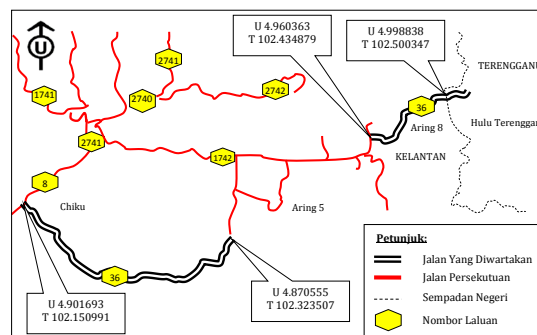 U 4.960363
T 102.434879
U 4.998838
T 102.500347
U
2741
TERENGGANU
1741
2740
2742
36
Aring 8
Hulu Terengganu
2741
1742
KELANTAN
8
Chiku
Aring 5
36
U 4.901693
T 102.150991
U 4.870555
T 102.323507
Petunjuk:
Jalan Yang Diwartakan
Jalan Persekutuan
Sempadan Negeri
Nombor Laluan